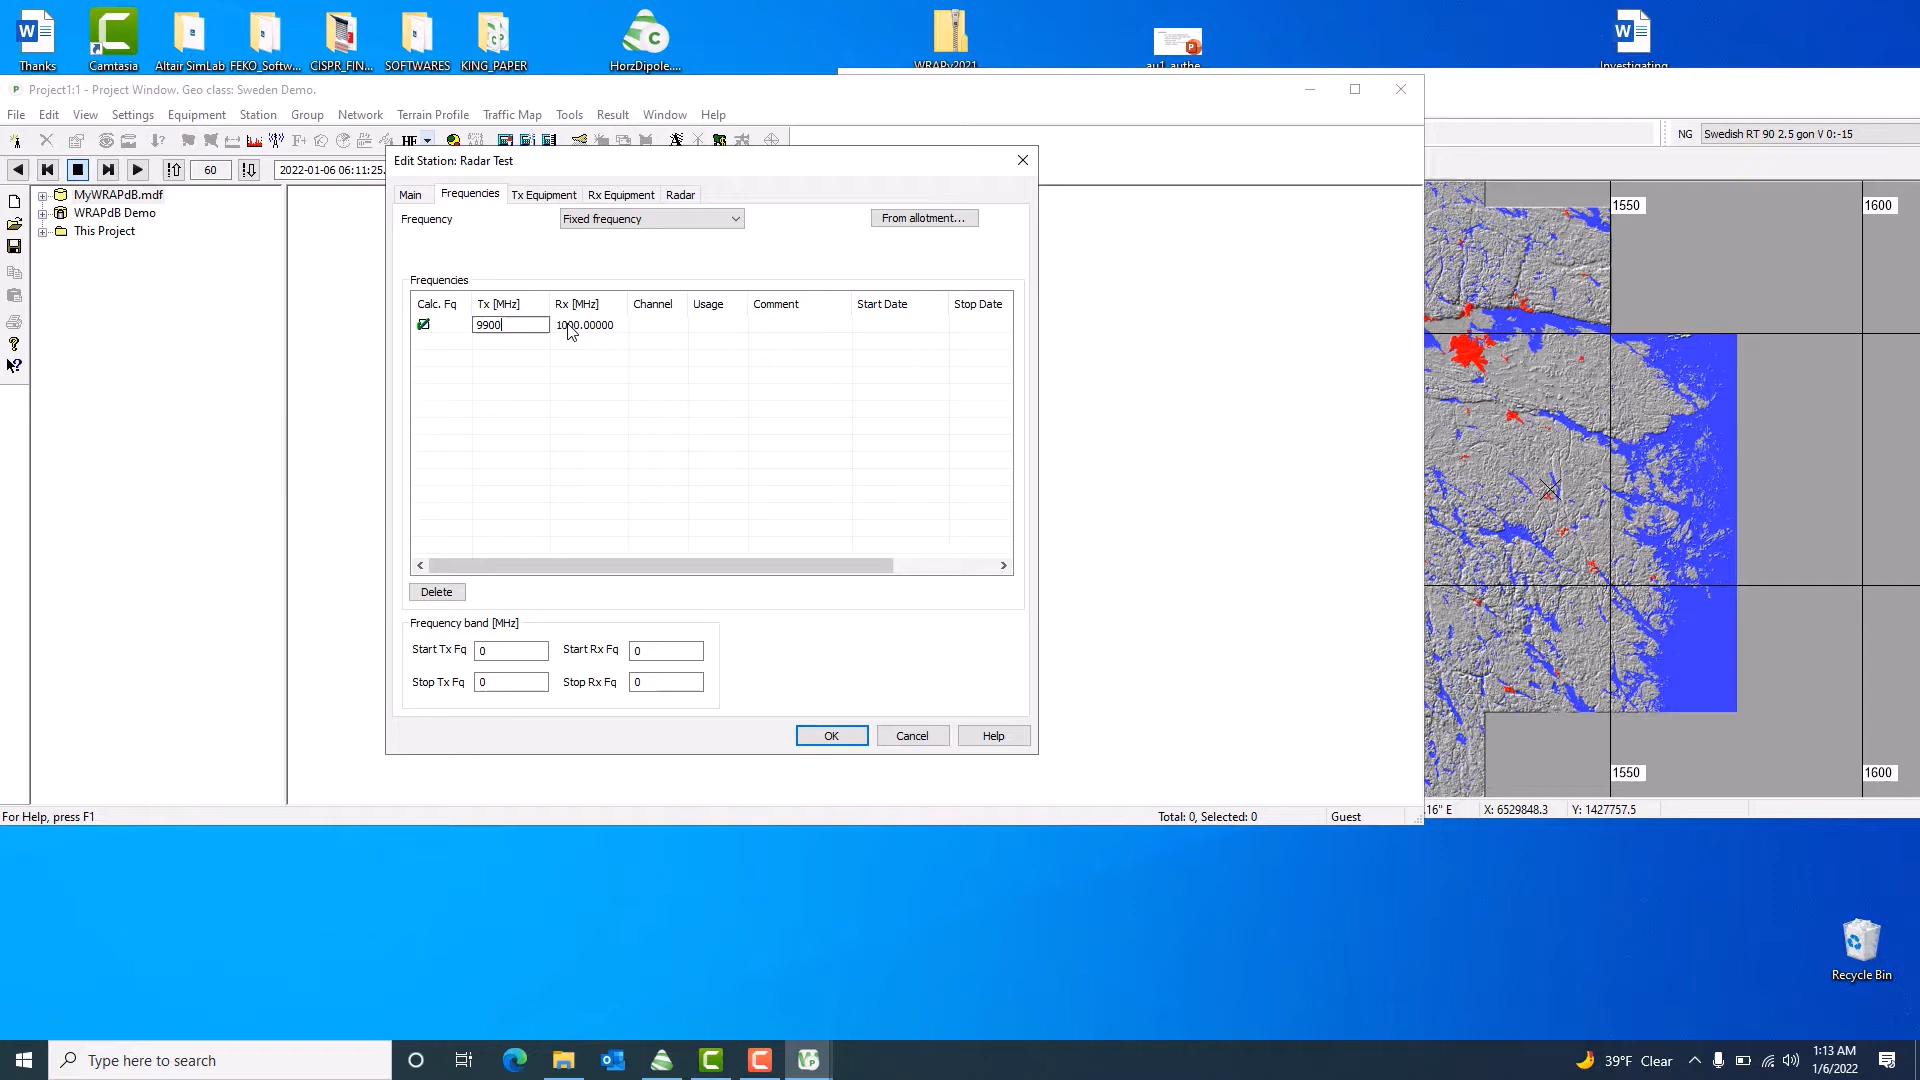 Thanks
Camtasia
Altair SimLab
FEKO_Softw...
CISPR_FIN...
SOFTWARES
KING_PAPER
HorzDipole....
WRAPv2021
au1_authe...
Investigating
Project1:1 - Project Window. Geo class: Sweden Demo.
File Edit View Settings Equipment Station Group Network Terrain Profile Traffic Map Tools Result Window Help
HF
NG Swedish RT 90 2.5 gon V 0:-15
60
2022-01-06 06:11:25.
MyWRAPdB.mdf
WRAPdB Demo
This Project
Edit Station: Radar Test
Main Frequencies Tx Equipment Rx Equipment Radar
Frequency Fixed frequency From allotment...
Frequencies
Calc. Fq Tx [MHz] Rx [MHz] Channel Usage Comment Start Date Stop Date
9900 1000.00000
Delete
Frequency band [MHz]
Start Tx Fq 0 Start Rx Fq 0
Stop Tx Fq 0 Stop Rx Fq 0
OK Cancel Help
1550 1600
1550 1600
For Help, press F1 Total: 0, Selected: 0 Guest
.16" E X: 6529848.3 Y: 1427757.5
Recycle Bin
Type here to search
39°F Clear
1:13 AM
1/6/2022